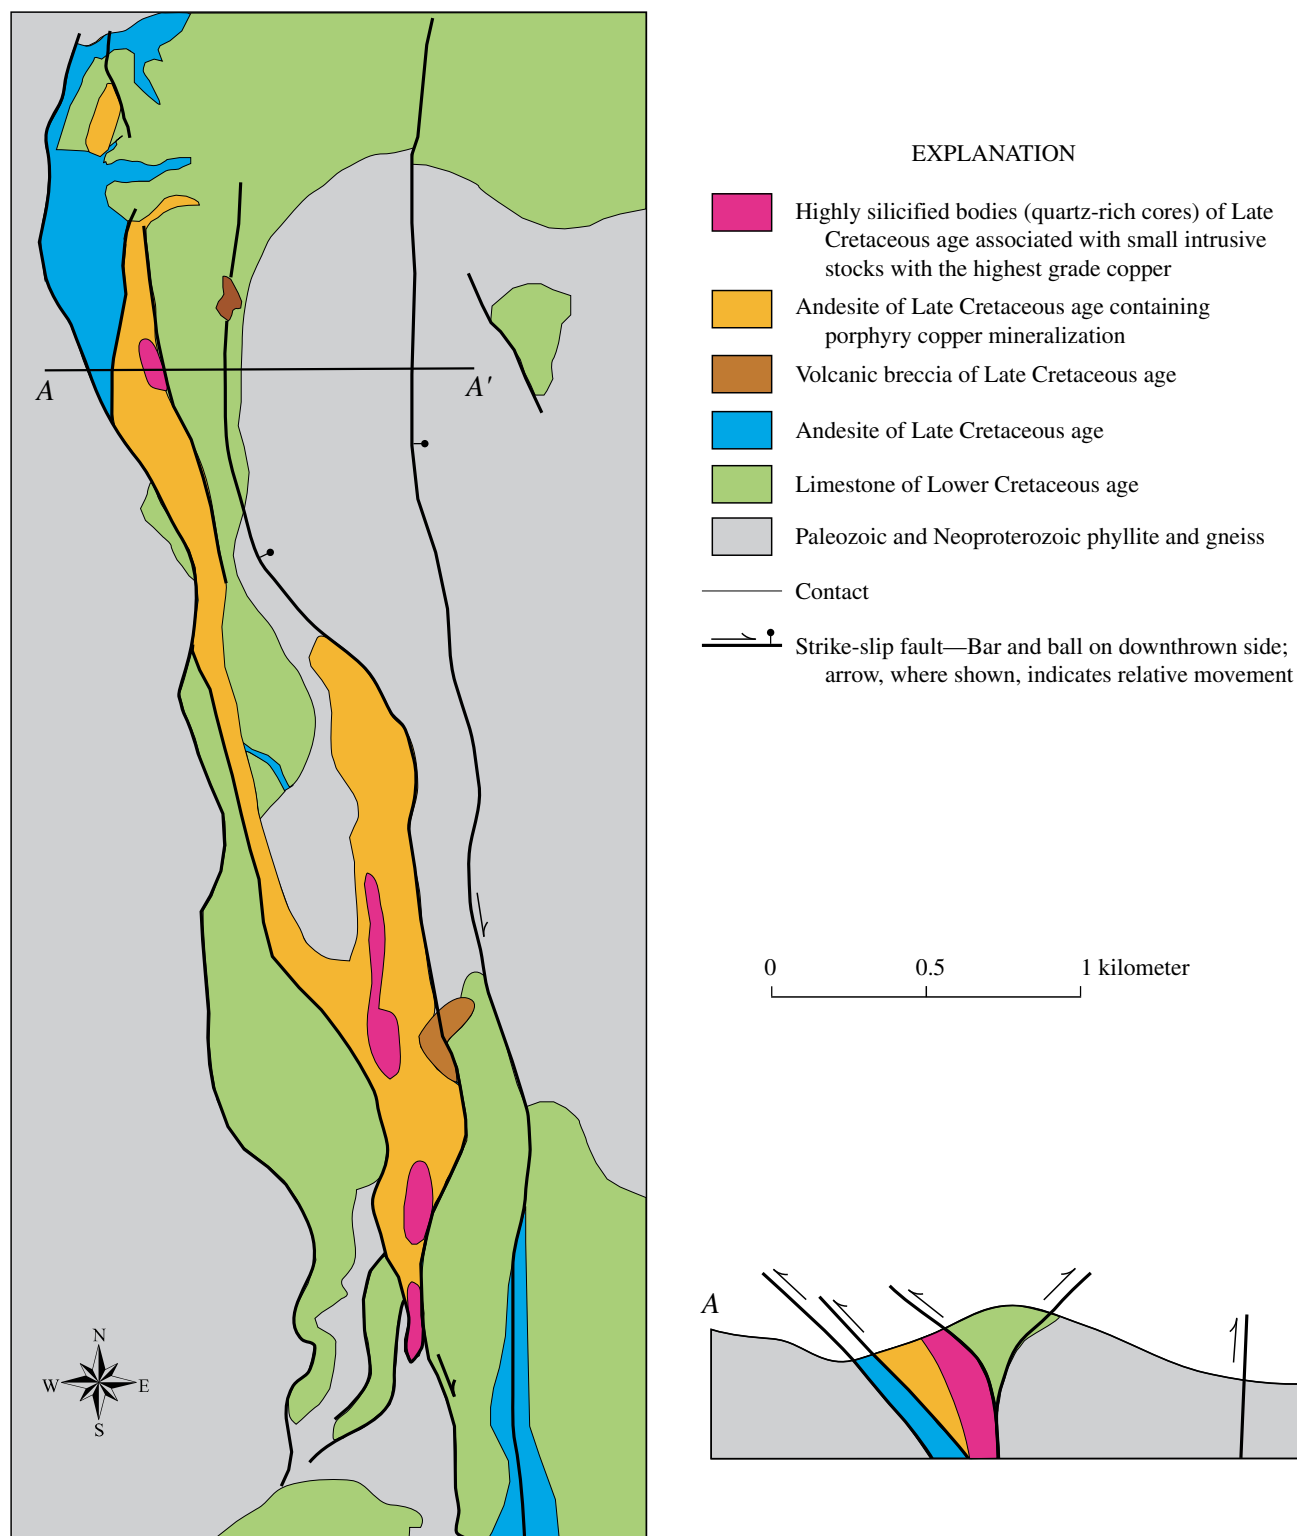 EXPLANATION
Highly silicified bodies (quartz-rich cores) of Late
Cretaceous age associated with small intrusive
stocks with the highest grade copper
Andesite of Late Cretaceous age containing
porphyry copper mineralization
Volcanic breccia of Late Cretaceous age
Andesite of Late Cretaceous age
Limestone of Lower Cretaceous age
Paleozoic and Neoproterozoic phyllite and gneiss
Contact
Strike-slip fault—Bar and ball on downthrown side;
arrow, where shown, indicates relative movement
A
A′
0 0.5 1 kilometer
A
N
W E
S